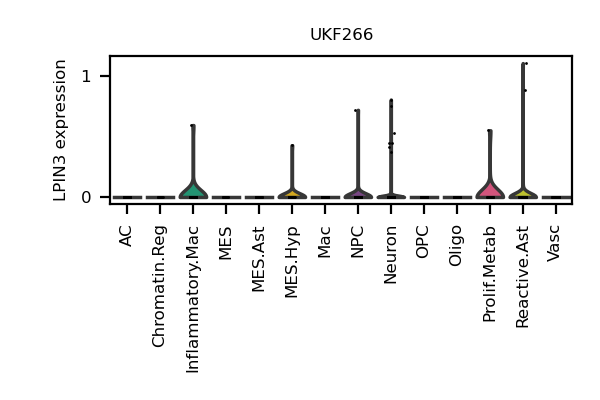 UKF266
LPIN3 expression
1
0
AC
Chromatin.Reg
Inflammatory.Mac
MES
MES.Ast
MES.Hyp
Mac
NPC
Neuron
OPC
Oligo
Prolif.Metab
Reactive.Ast
Vasc